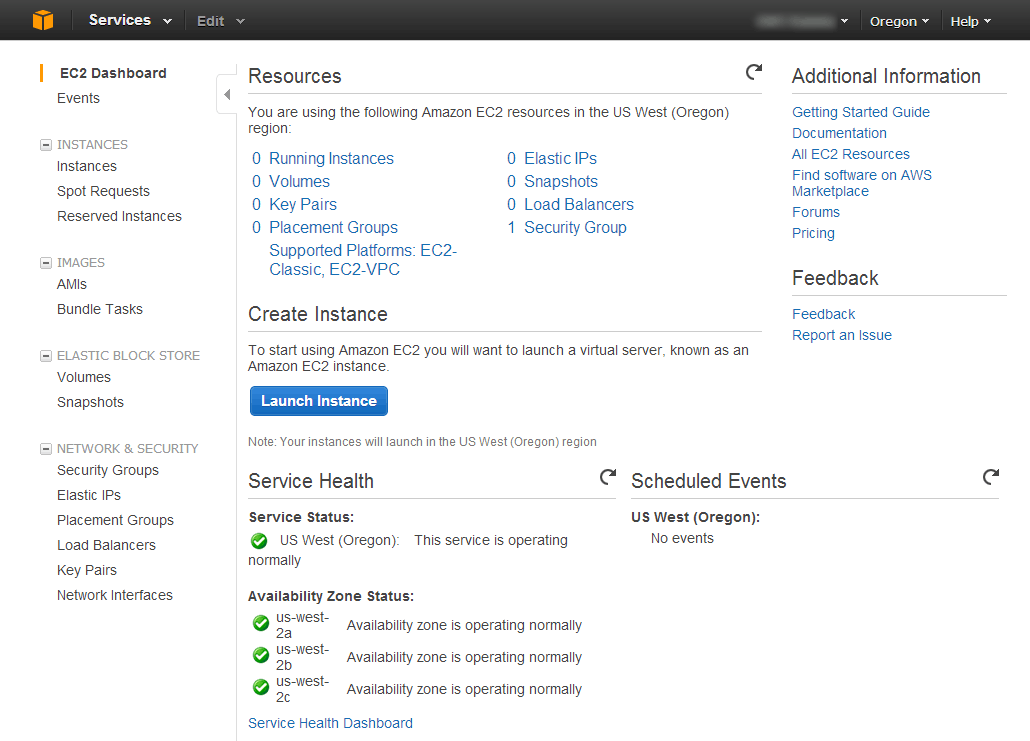 Services Edit Oregon Help
EC2 Dashboard
Events
INSTANCES
Instances
Spot Requests
Reserved Instances
IMAGES
AMIs
Bundle Tasks
ELASTIC BLOCK STORE
Volumes
Snapshots
NETWORK & SECURITY
Security Groups
Elastic IPs
Placement Groups
Load Balancers
Key Pairs
Network Interfaces
Resources
You are using the following Amazon EC2 resources in the US West (Oregon)
region:
0 Running Instances
0 Volumes
0 Key Pairs
0 Placement Groups
Supported Platforms: EC2-
Classic, EC2-VPC
0 Elastic IPs
0 Snapshots
0 Load Balancers
1 Security Group
Create Instance
To start using Amazon EC2 you will want to launch a virtual server, known as an
Amazon EC2 instance.
Launch Instance
Note: Your instances will launch in the US West (Oregon) region
Service Health
Service Status:
US West (Oregon): This service is operating
normally
Availability Zone Status:
us-west-
2a
Availability zone is operating normally
us-west-
2b
Availability zone is operating normally
us-west-
2c
Availability zone is operating normally
Service Health Dashboard
Scheduled Events
US West (Oregon):
No events
Additional Information
Getting Started Guide
Documentation
All EC2 Resources
Find software on AWS
Marketplace
Forums
Pricing
Feedback
Feedback
Report an Issue